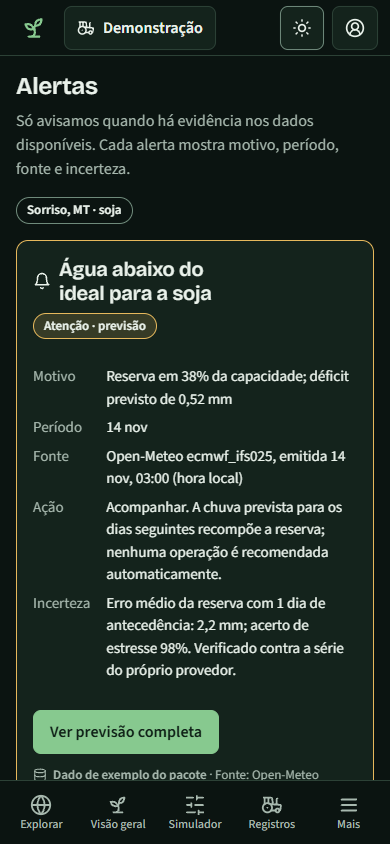 Demonstração
Alertas
Só avisamos quando há evidência nos dados
disponíveis. Cada alerta mostra motivo, período,
fonte e incerteza.
Sorriso, MT · soja
Água abaixo do
ideal para a soja
Atenção · previsão
Motivo Reserva em 38% da capacidade; déficit
previsto de 0,52 mm
Período 14 nov
Fonte Open-Meteo ecmwf_ifs025, emitida 14
nov, 03:00 (hora local)
Ação Acompanhar. A chuva prevista para os
dias seguintes recompõe a reserva;
nenhuma operação é recomendada
automaticamente.
Incerteza Erro médio da reserva com 1 dia de
antecedência: 2,2 mm; acerto de
estresse 98%. Verificado contra a série
do próprio provedor.
Ver previsão completa
Dado de exemplo do pacote · Fonte: Open-Meteo
Explorar Visão geral Simulador Registros Mais